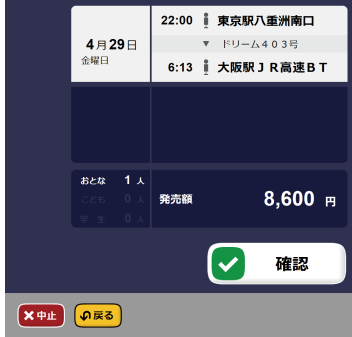 22:00 東京駅八重洲南口
4月29日
金曜日
▼ ドリーム403号
6:13 大阪駅JR高速BT
おとな 1人
こども 0人
学生 0人
発売額 8,600円
確認
中止
戻る